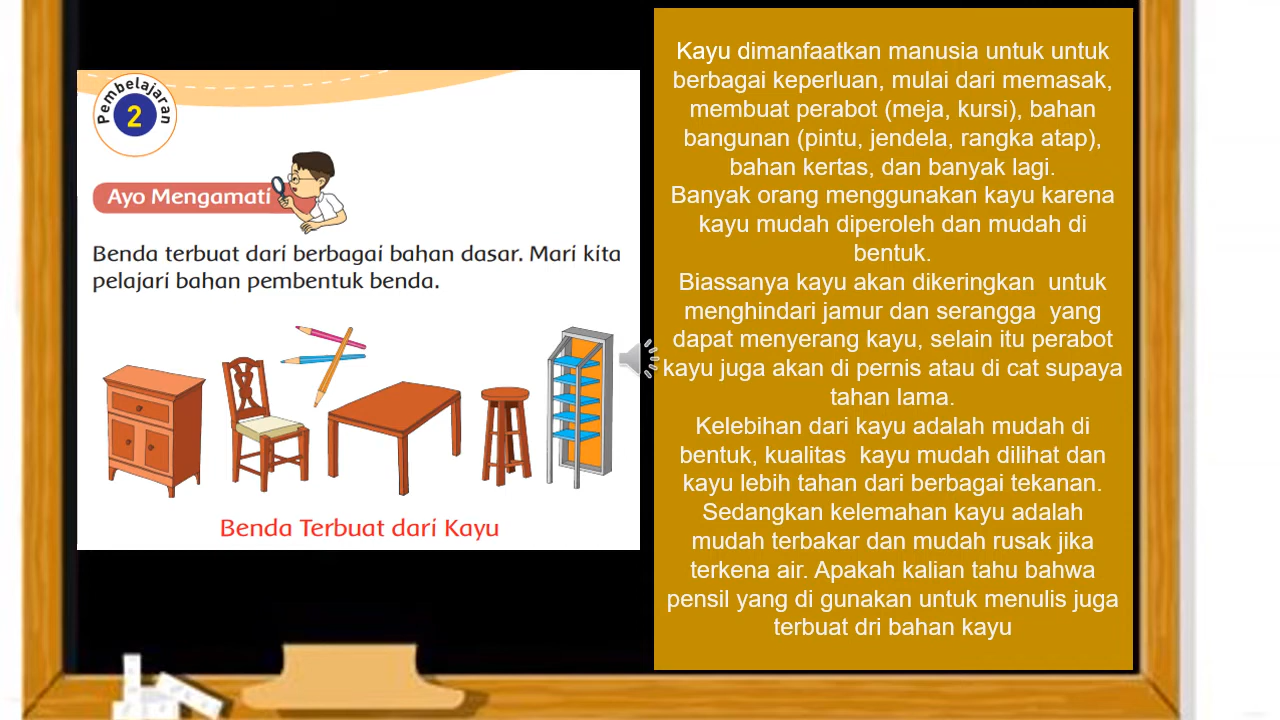 Pembelajaran
2
Ayo Mengamati
Benda terbuat dari berbagai bahan dasar. Mari kita
pelajari bahan pembentuk benda.
Benda Terbuat dari Kayu
Kayu dimanfaatkan manusia untuk untuk
berbagai keperluan, mulai dari memasak,
membuat perabot (meja, kursi), bahan
bangunan (pintu, jendela, rangka atap),
bahan kertas, dan banyak lagi.
Banyak orang menggunakan kayu karena
kayu mudah diperoleh dan mudah di
bentuk.
Biassanya kayu akan dikeringkan  untuk
menghindari jamur dan serangga  yang
dapat menyerang kayu, selain itu perabot
kayu juga akan di pernis atau di cat supaya
tahan lama.
Kelebihan dari kayu adalah mudah di
bentuk, kualitas  kayu mudah dilihat dan
kayu lebih tahan dari berbagai tekanan.
Sedangkan kelemahan kayu adalah
mudah terbakar dan mudah rusak jika
terkena air. Apakah kalian tahu bahwa
pensil yang di gunakan untuk menulis juga
terbuat dri bahan kayu